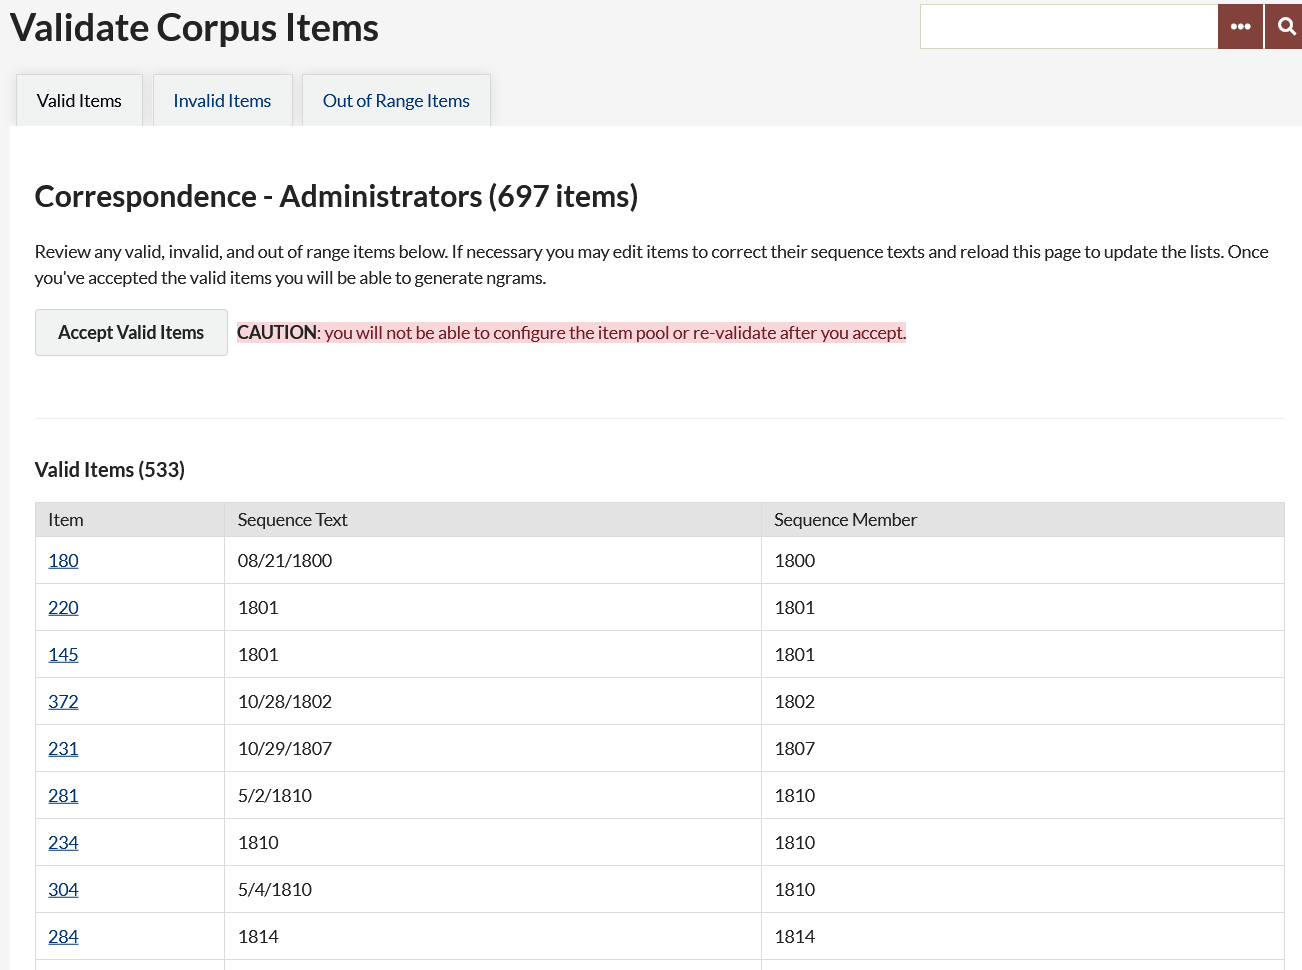 Validate Corpus Items
Valid Items
Invalid Items
Out of Range Items
Correspondence - Administrators (697 items)
Review any valid, invalid, and out of range items below. If necessary you may edit items to correct their sequence texts and reload this page to update the lists. Once
you've accepted the valid items you will be able to generate ngrams.
Accept Valid Items CAUTION: you will not be able to configure the item pool or re-validate after you accept.
Valid Items (533)
Item Sequence Text Sequence Member
180 08/21/1800 1800
220 1801 1801
145 1801 1801
372 10/28/1802 1802
231 10/29/1807 1807
281 5/2/1810 1810
234 1810 1810
304 5/4/1810 1810
284 1814 1814